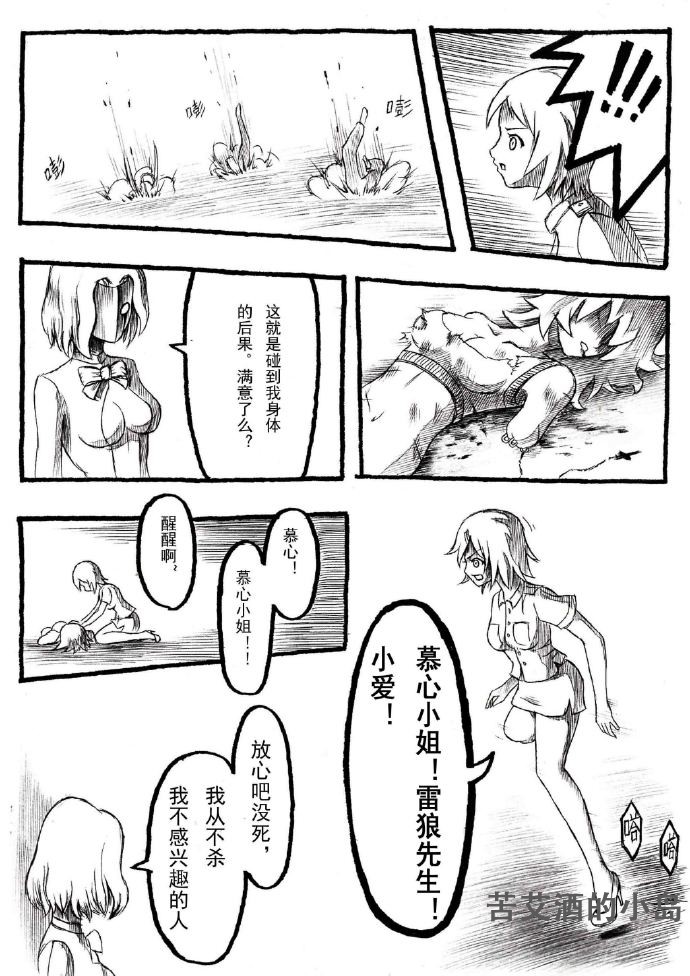 嘭
嘭
嘭
!!!
这就是碰到我身体
的后果。满意了么？
慕心小姐！雷狼先生！
小爱！
嗒
嗒
慕心！
慕心小姐！！
醒醒啊，
放心吧没死，
我从不杀
我不感兴趣的人
苦艾酒的小岛